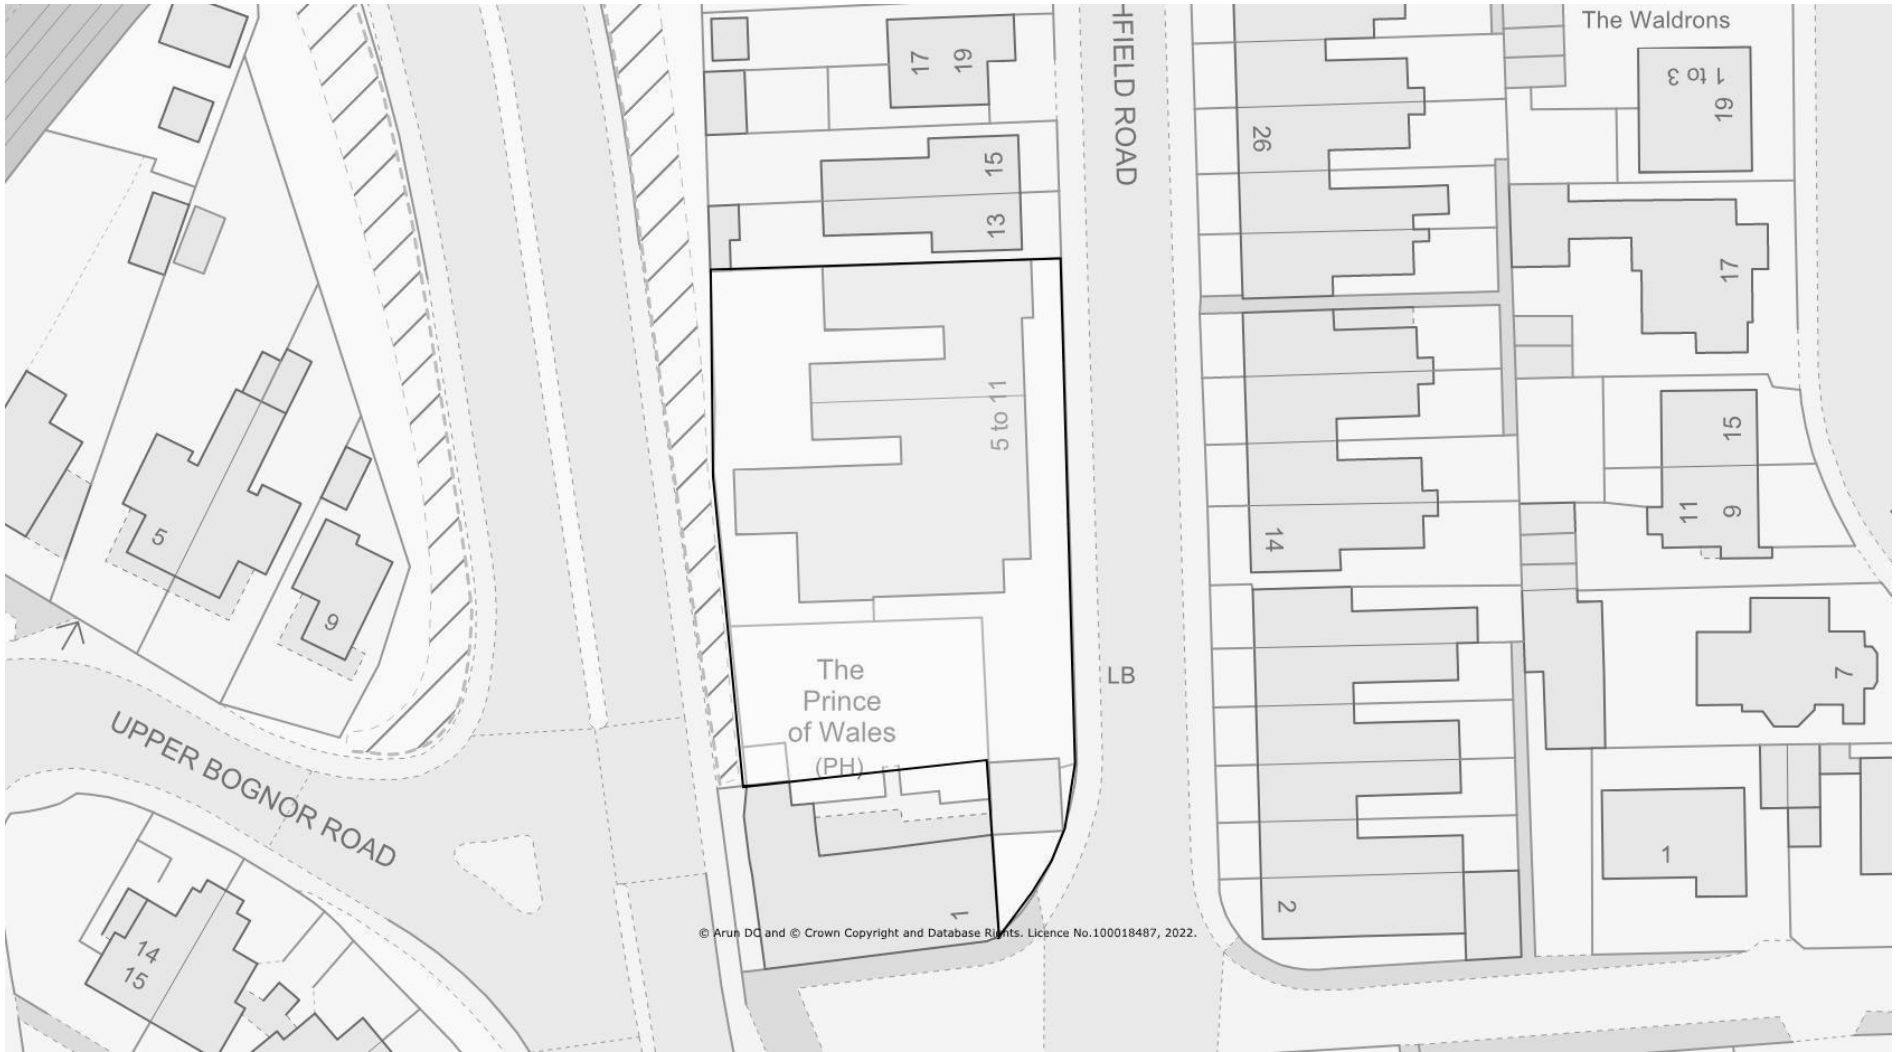 The Waldrons
17
19
HFIELD ROAD
1 to 3
19
26
15
13
17
5 to 11
15
11
9
5
14
9
The
Prince
of Wales
(PH)
LB
7
UPPER BOGNOR ROAD
1
1
2
14
15
© Arun DC and © Crown Copyright and Database Rights. Licence No.100018487, 2022.